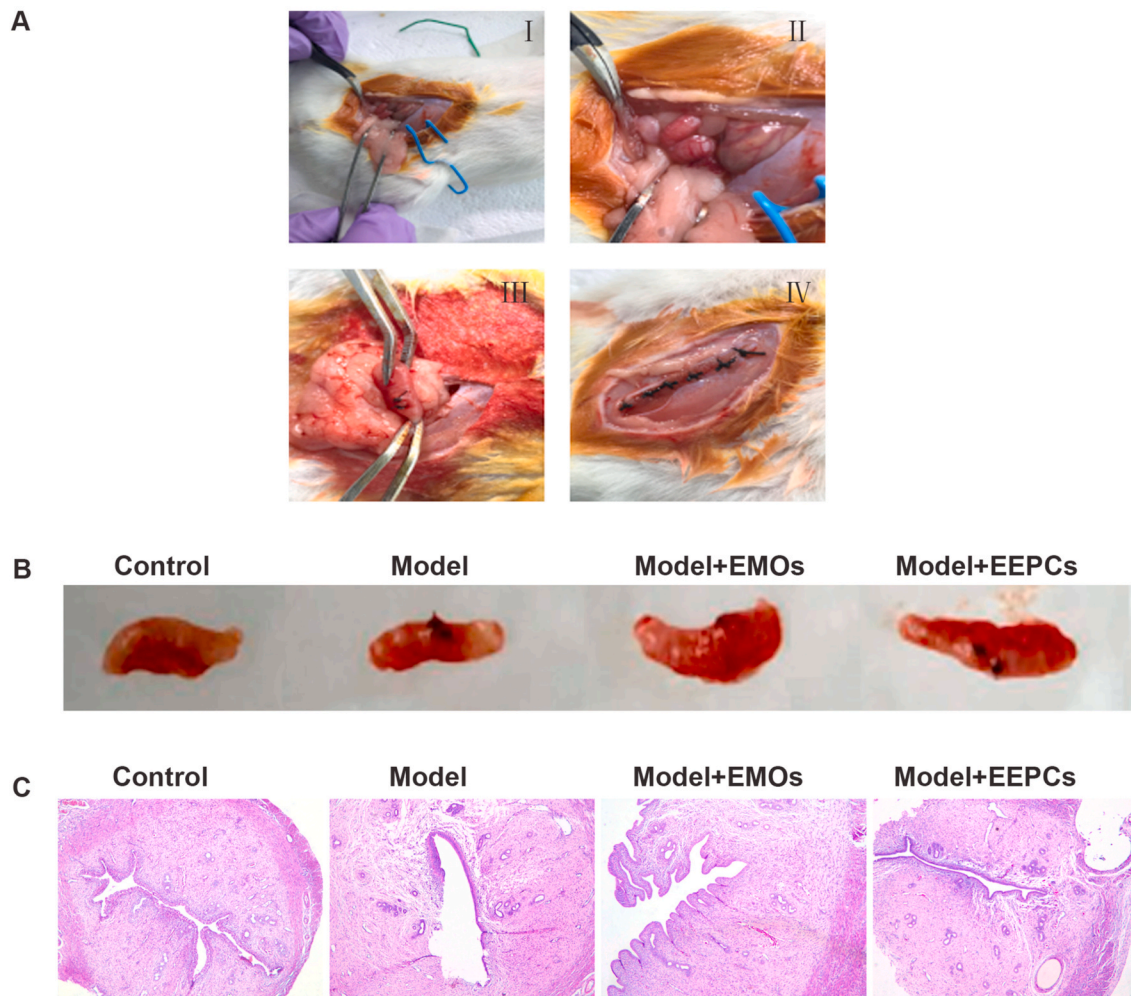 A
I
II
III
IV
B
Control Model Model+EMOs Model+EEPCs
C
Control Model Model+EMOs Model+EEPCs